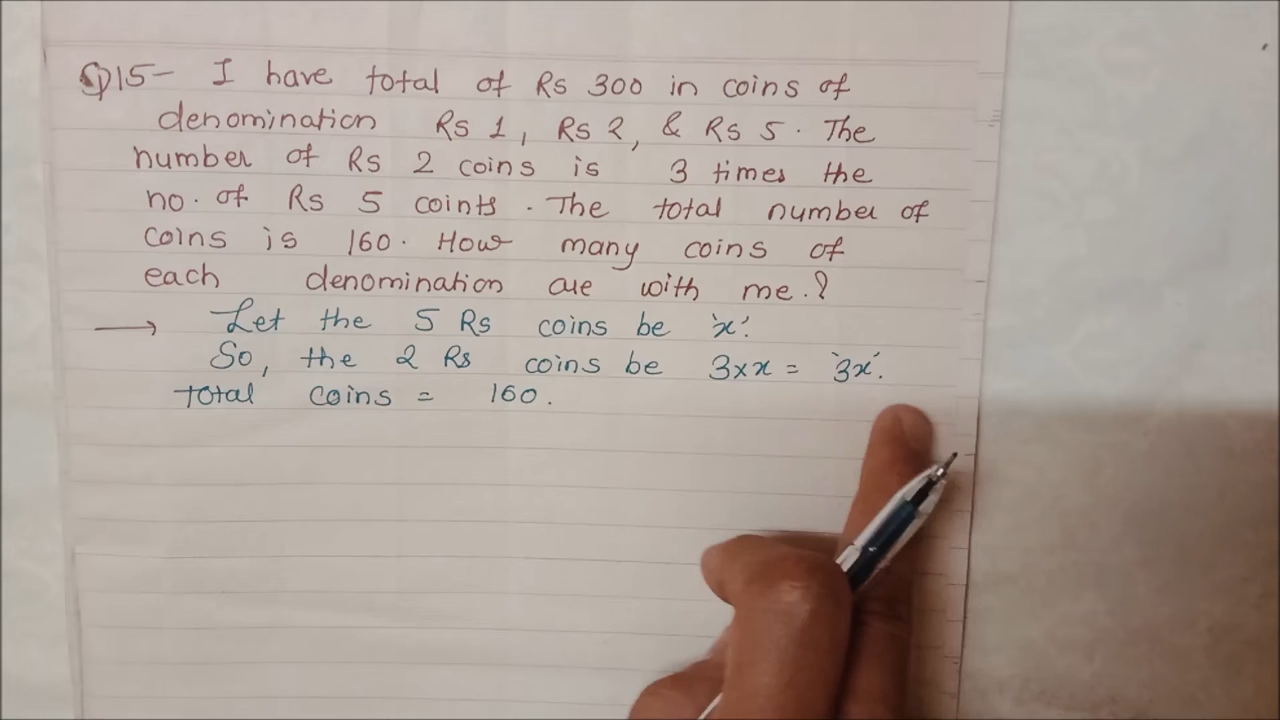 Q15- I have total of Rs 300 in coins of
denomination Rs 1, Rs 2, & Rs 5. The
number of Rs 2 coins is 3 times the
no. of Rs 5 coints. The total number of
coins is 160. How many coins of
each denomination are with me.?
→ Let the 5 Rs coins be 'x'.
So, the 2 Rs coins be 3×x = '3x'.
Total coins = 160.